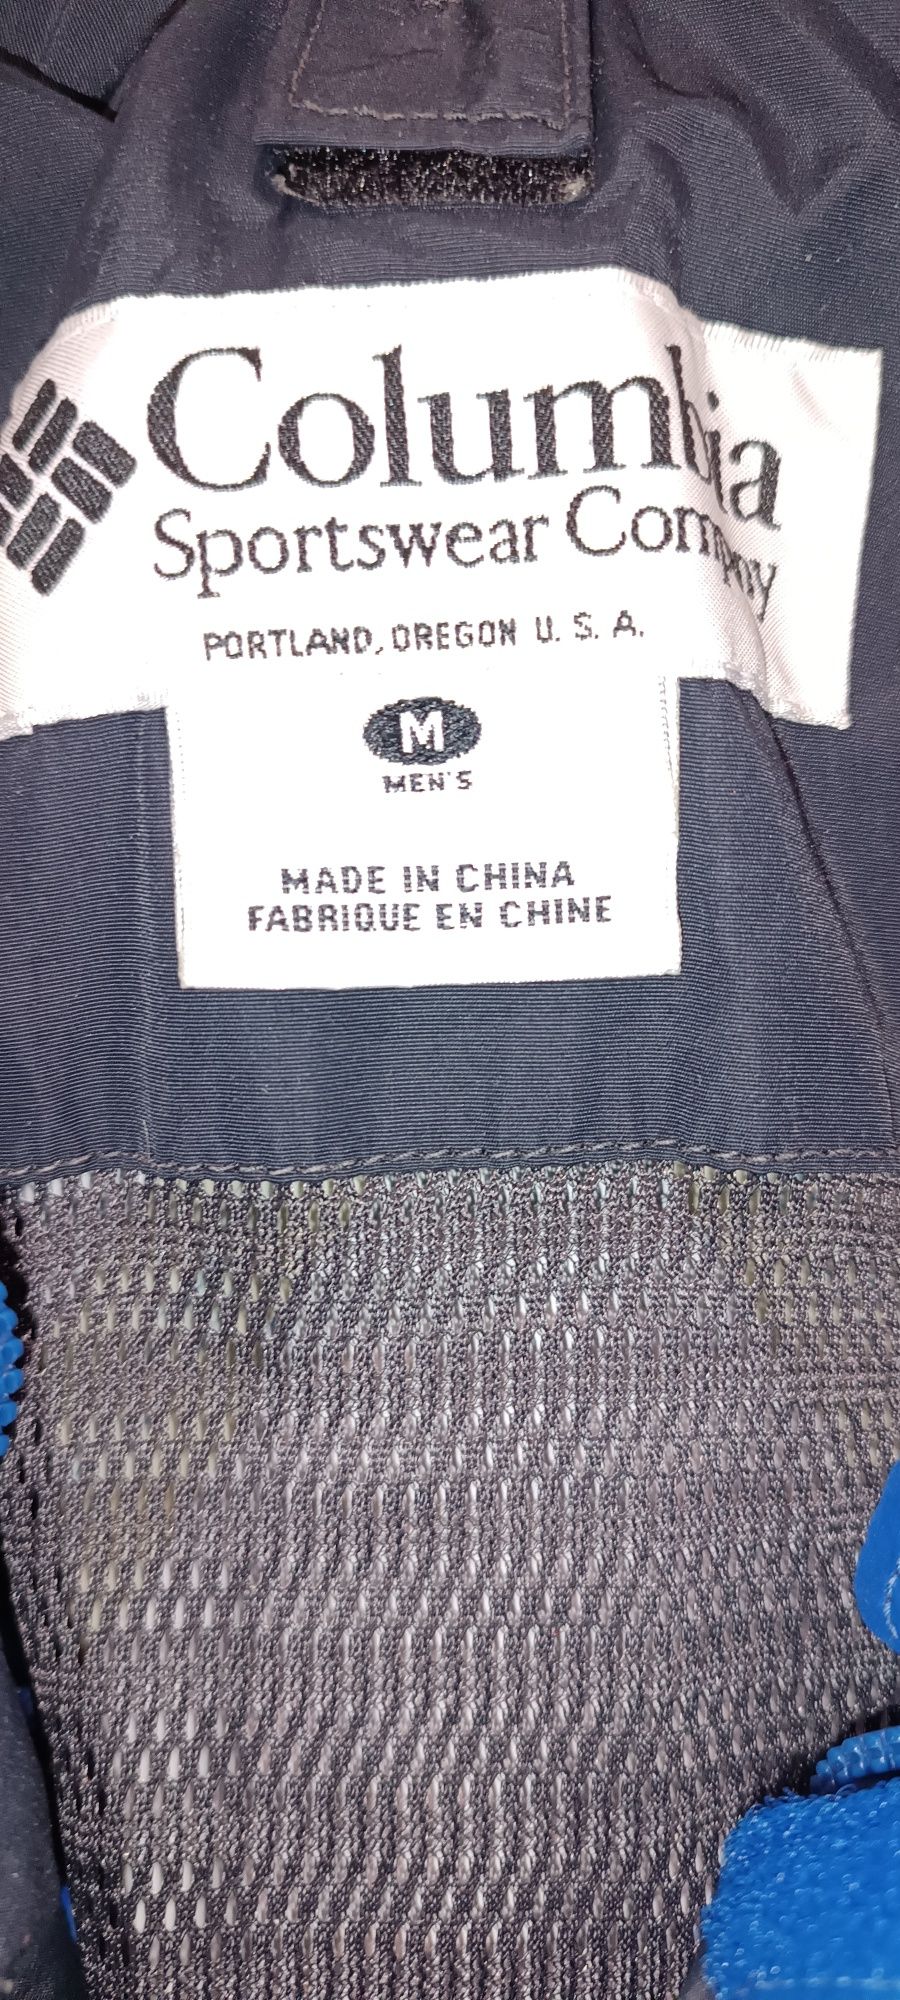 Columbia
Sportswear Company
PORTLAND, OREGON U. S. A.
M
MEN'S
MADE IN CHINA
FABRIQUE EN CHINE